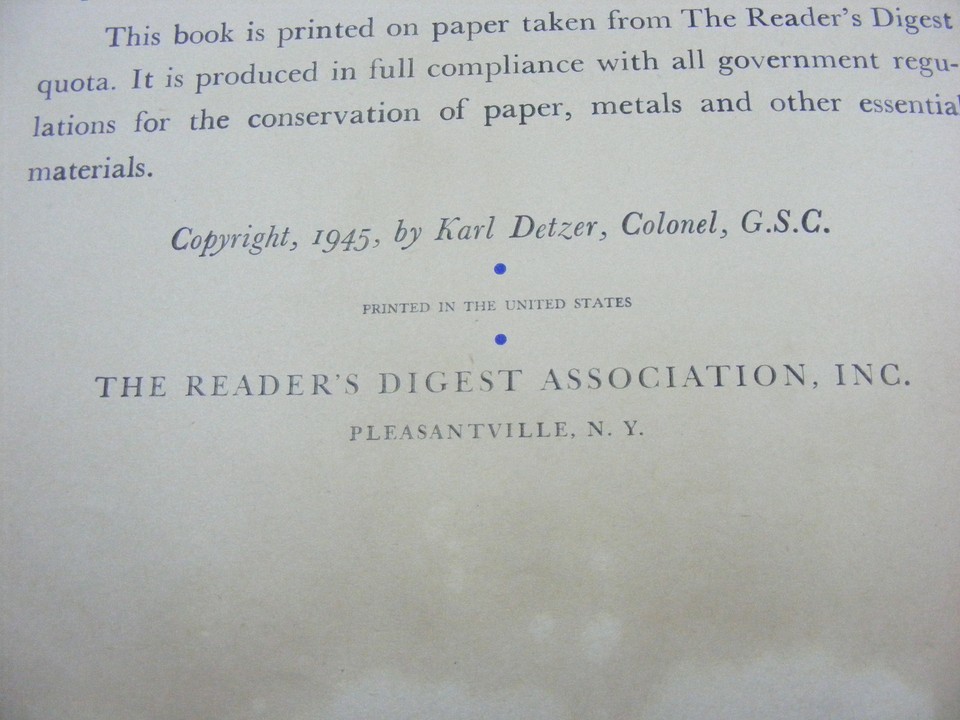 This book is printed on paper taken from The Reader's Digest
quota. It is produced in full compliance with all government regu-
lations for the conservation of paper, metals and other essential
materials.
Copyright, 1945, by Karl Detzer, Colonel, G.S.C.
PRINTED IN THE UNITED STATES
THE READER'S DIGEST ASSOCIATION, INC.
PLEASANTVILLE, N. Y.